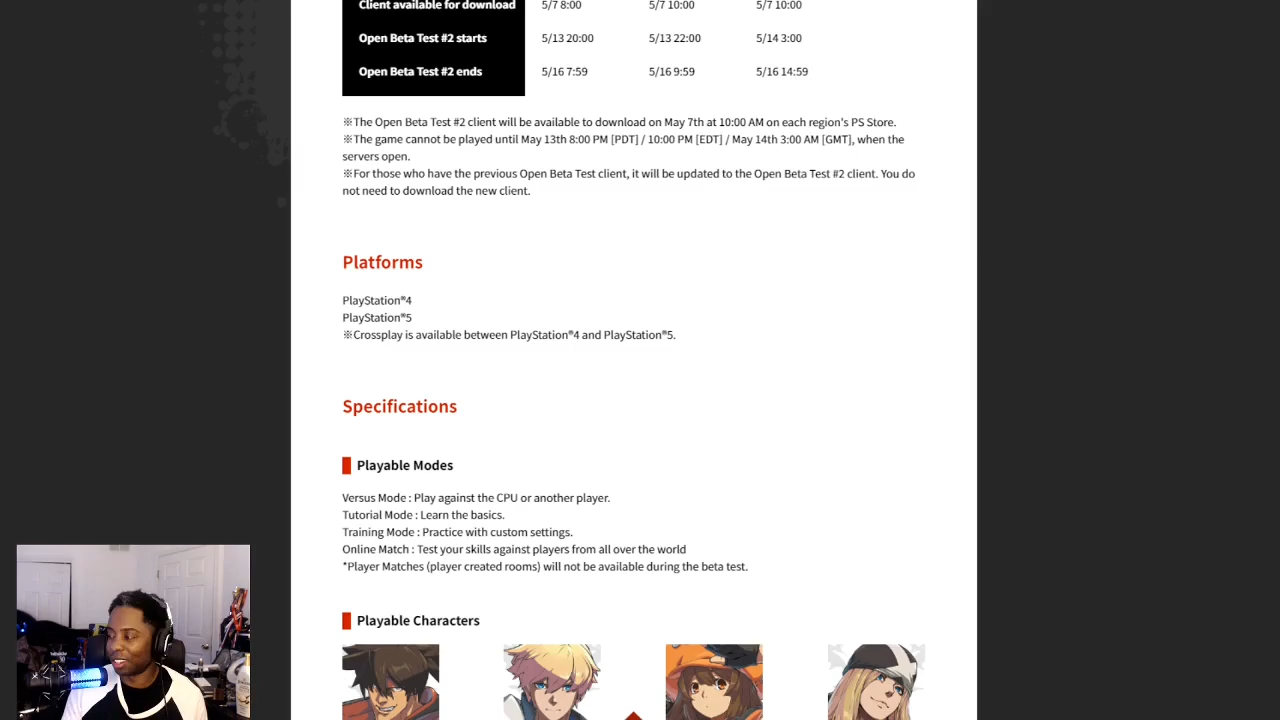 Client available for download 5/7 8:00 5/7 10:00 5/7 10:00
Open Beta Test #2 starts 5/13 20:00 5/13 22:00 5/14 3:00
Open Beta Test #2 ends 5/16 7:59 5/16 9:59 5/16 14:59
※The Open Beta Test #2 client will be available to download on May 7th at 10:00 AM on each region's PS Store.
※The game cannot be played until May 13th 8:00 PM [PDT] / 10:00 PM [EDT] / May 14th 3:00 AM [GMT], when the
servers open.
※For those who have the previous Open Beta Test client, it will be updated to the Open Beta Test #2 client. You do
not need to download the new client.
Platforms
PlayStation®4
PlayStation®5
※Crossplay is available between PlayStation®4 and PlayStation®5.
Specifications
Playable Modes
Versus Mode : Play against the CPU or another player.
Tutorial Mode : Learn the basics.
Training Mode : Practice with custom settings.
Online Match : Test your skills against players from all over the world
*Player Matches (player created rooms) will not be available during the beta test.
Playable Characters